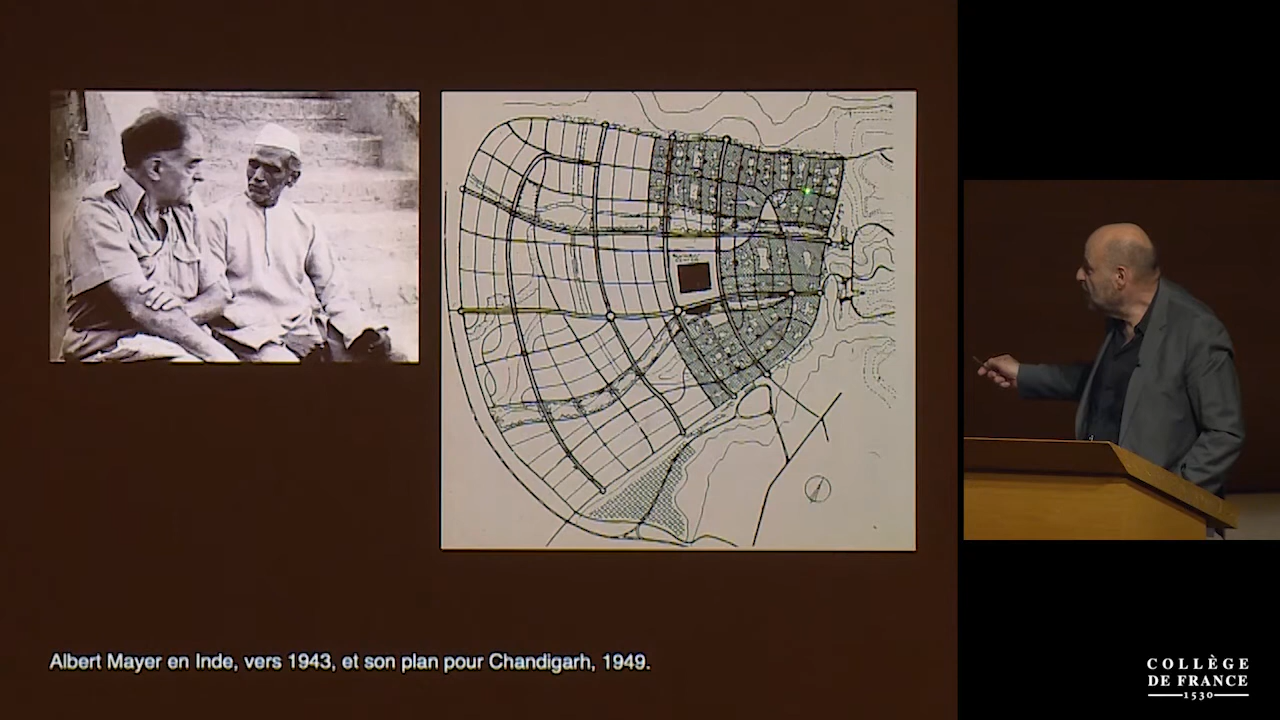 Albert Mayer en Inde, vers 1943, et son plan pour Chandigarh, 1949.
COLLÈGE
DE FRANCE
1530